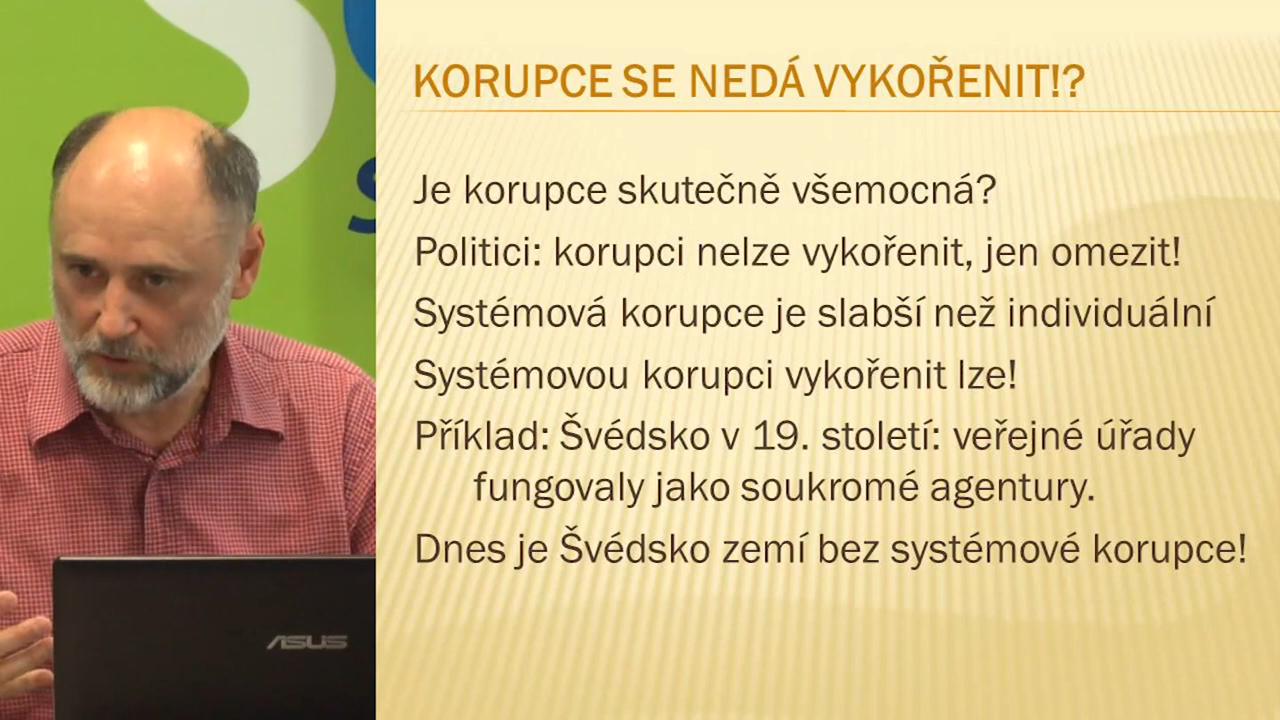 KORUPCE SE NEDÁ VYKOŘENIT!?
Je korupce skutečně všemocná?
Politici: korupci nelze vykořenit, jen omezit!
Systémová korupce je slabší než individuální
Systémovou korupci vykořenit lze!
Příklad: Švédsko v 19. století: veřejné úřady
fungovaly jako soukromé agentury.
Dnes je Švédsko zemí bez systémové korupce!
ASUS